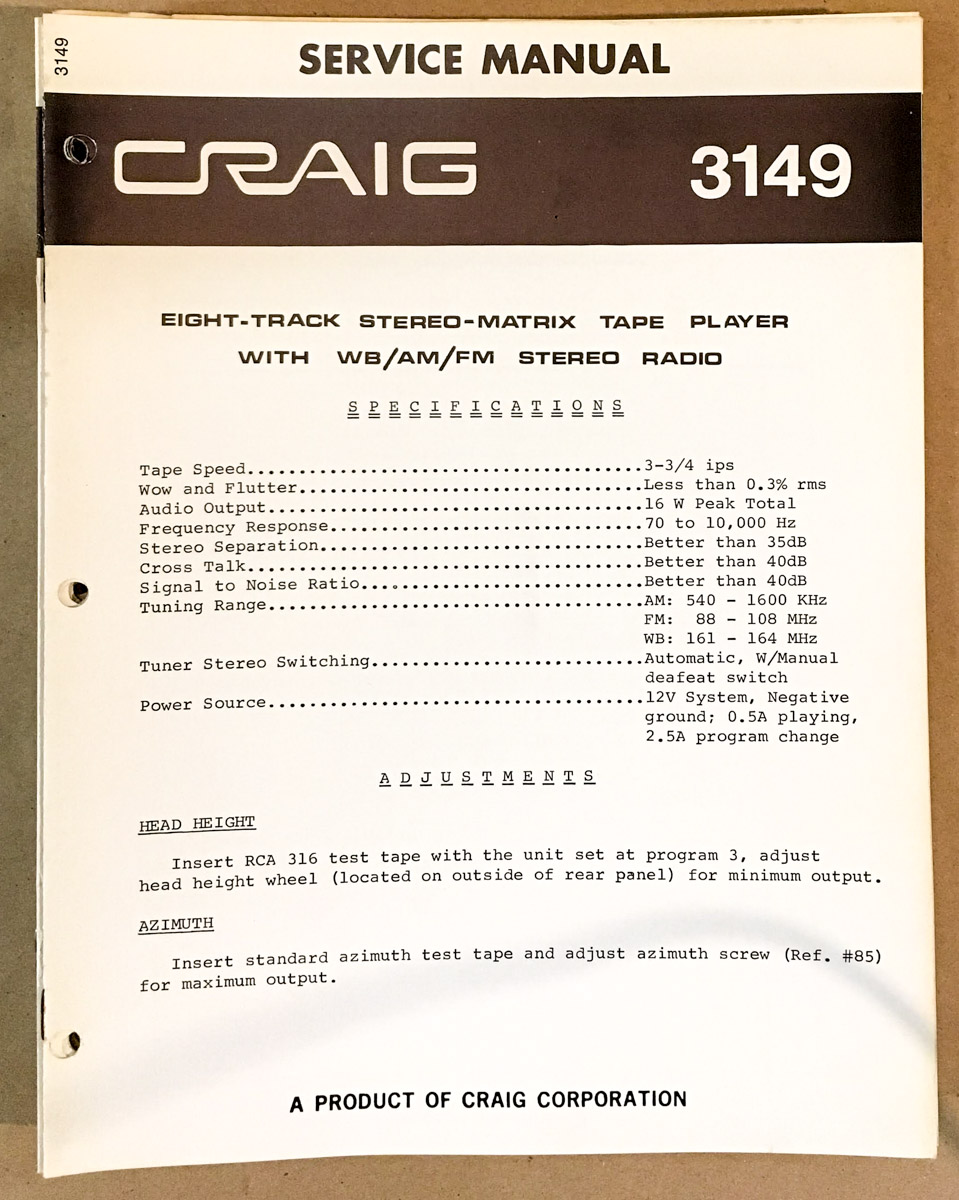 3149
SERVICE MANUAL
CRAIG 3149
EIGHT-TRACK STEREO-MATRIX TAPE PLAYER
WITH WB/AM/FM STEREO RADIO
SPECIFICATIONS
Tape Speed......................................3-3/4 ips
Wow and Flutter.................................Less than 0.3% rms
Audio Output....................................16 W Peak Total
Frequency Response..............................70 to 10,000 Hz
Stereo Separation...............................Better than 35dB
Cross Talk......................................Better than 40dB
Signal to Noise Ratio...........................Better than 40dB
Tuning Range....................................AM: 540 - 1600 KHz
FM: 88 - 108 MHz
WB: 161 - 164 MHz
Tuner Stereo Switching..........................Automatic, W/Manual
deafeat switch
Power Source....................................12V System, Negative
ground; 0.5A playing,
2.5A program change
ADJUSTMENTS
HEAD HEIGHT
Insert RCA 316 test tape with the unit set at program 3, adjust
head height wheel (located on outside of rear panel) for minimum output.
AZIMUTH
Insert standard azimuth test tape and adjust azimuth screw (Ref. #85)
for maximum output.
A PRODUCT OF CRAIG CORPORATION